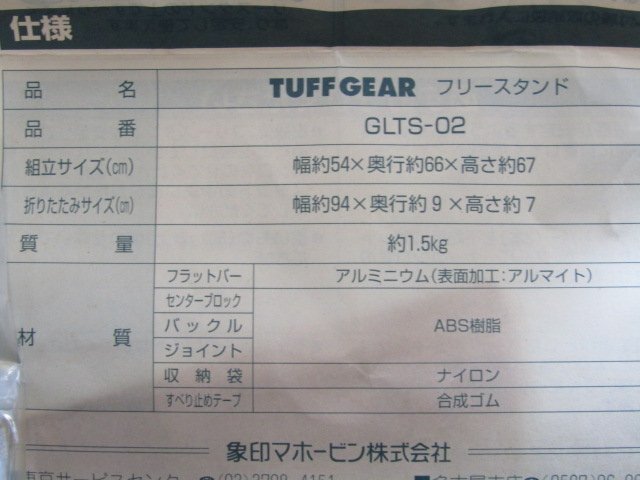 仕様
品名 TUFF GEAR フリースタンド
品番 GLTS-02
組立サイズ(cm) 幅約54×奥行約66×高さ約67
折りたたみサイズ(cm) 幅約94×奥行約9×高さ約7
質量 約1.5kg
材質
フラットバー アルミニウム(表面加工:アルマイト)
センターブロック
バックル ABS樹脂
ジョイント
収納袋 ナイロン
すべり止めテープ 合成ゴム
象印マホービン株式会社